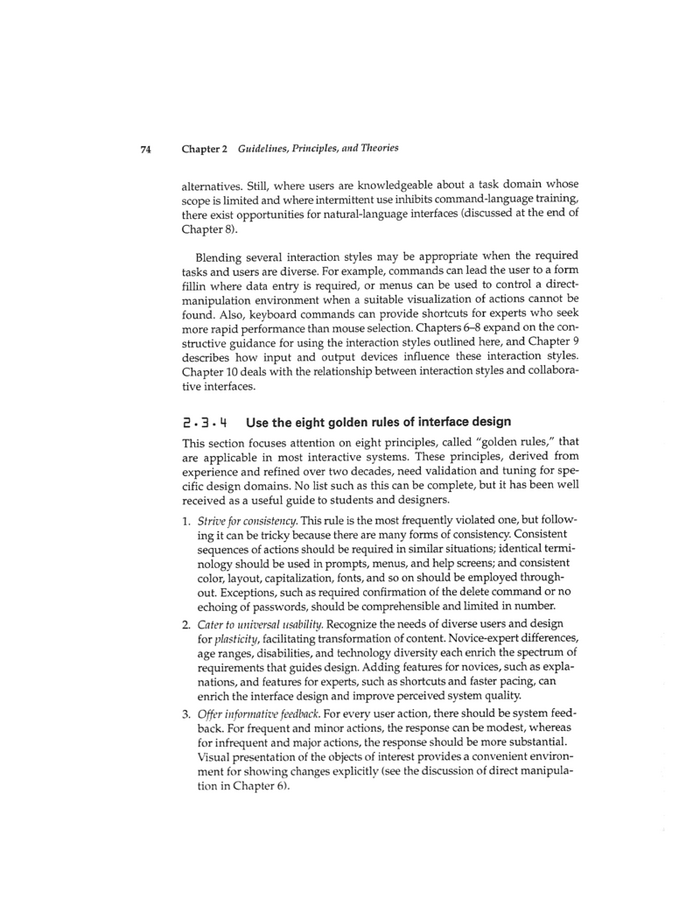 74 Chapter 2 Guidelines, Principles, and Theories
alternatives. Still, where users are knowledgeable about a task domain whose
scope is limited and where intermittent use inhibits command-language training,
there exist opportunities for natural-language interfaces (discussed at the end of
Chapter 8).
Blending several interaction styles may be appropriate when the required
tasks and users are diverse. For example, commands can lead the user to a form
fillin where data entry is required, or menus can be used to control a direct-
manipulation environment when a suitable visualization of actions cannot be
found. Also, keyboard commands can provide shortcuts for experts who seek
more rapid performance than mouse selection. Chapters 6–8 expand on the con-
structive guidance for using the interaction styles outlined here, and Chapter 9
describes how input and output devices influence these interaction styles.
Chapter 10 deals with the relationship between interaction styles and collabora-
tive interfaces.
2.3.4 Use the eight golden rules of interface design
This section focuses attention on eight principles, called “golden rules,” that
are applicable in most interactive systems. These principles, derived from
experience and refined over two decades, need validation and tuning for spe-
cific design domains. No list such as this can be complete, but it has been well
received as a useful guide to students and designers.
1. Strive for consistency. This rule is the most frequently violated one, but follow-
ing it can be tricky because there are many forms of consistency. Consistent
sequences of actions should be required in similar situations; identical termi-
nology should be used in prompts, menus, and help screens; and consistent
color, layout, capitalization, fonts, and so on should be employed through-
out. Exceptions, such as required confirmation of the delete command or no
echoing of passwords, should be comprehensible and limited in number.
2. Cater to universal usability. Recognize the needs of diverse users and design
for plasticity, facilitating transformation of content. Novice-expert differences,
age ranges, disabilities, and technology diversity each enrich the spectrum of
requirements that guides design. Adding features for novices, such as expla-
nations, and features for experts, such as shortcuts and faster pacing, can
enrich the interface design and improve perceived system quality.
3. Offer informative feedback. For every user action, there should be system feed-
back. For frequent and minor actions, the response can be modest, whereas
for infrequent and major actions, the response should be more substantial.
Visual presentation of the objects of interest provides a convenient environ-
ment for showing changes explicitly (see the discussion of direct manipula-
tion in Chapter 6).